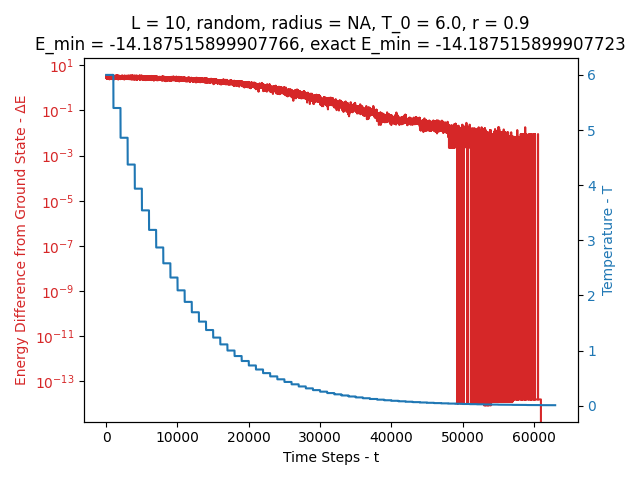 L = 10, random, radius = NA, T_0 = 6.0, r = 0.9
E_min = -14.187515899907766, exact E_min = -14.187515899907723
Energy Difference from Ground State - ΔE
10^1
10^-1
10^-3
10^-5
10^-7
10^-9
10^-11
10^-13
6
5
4
3
2
1
0
Temperature - T
0 10000 20000 30000 40000 50000 60000
Time Steps - t